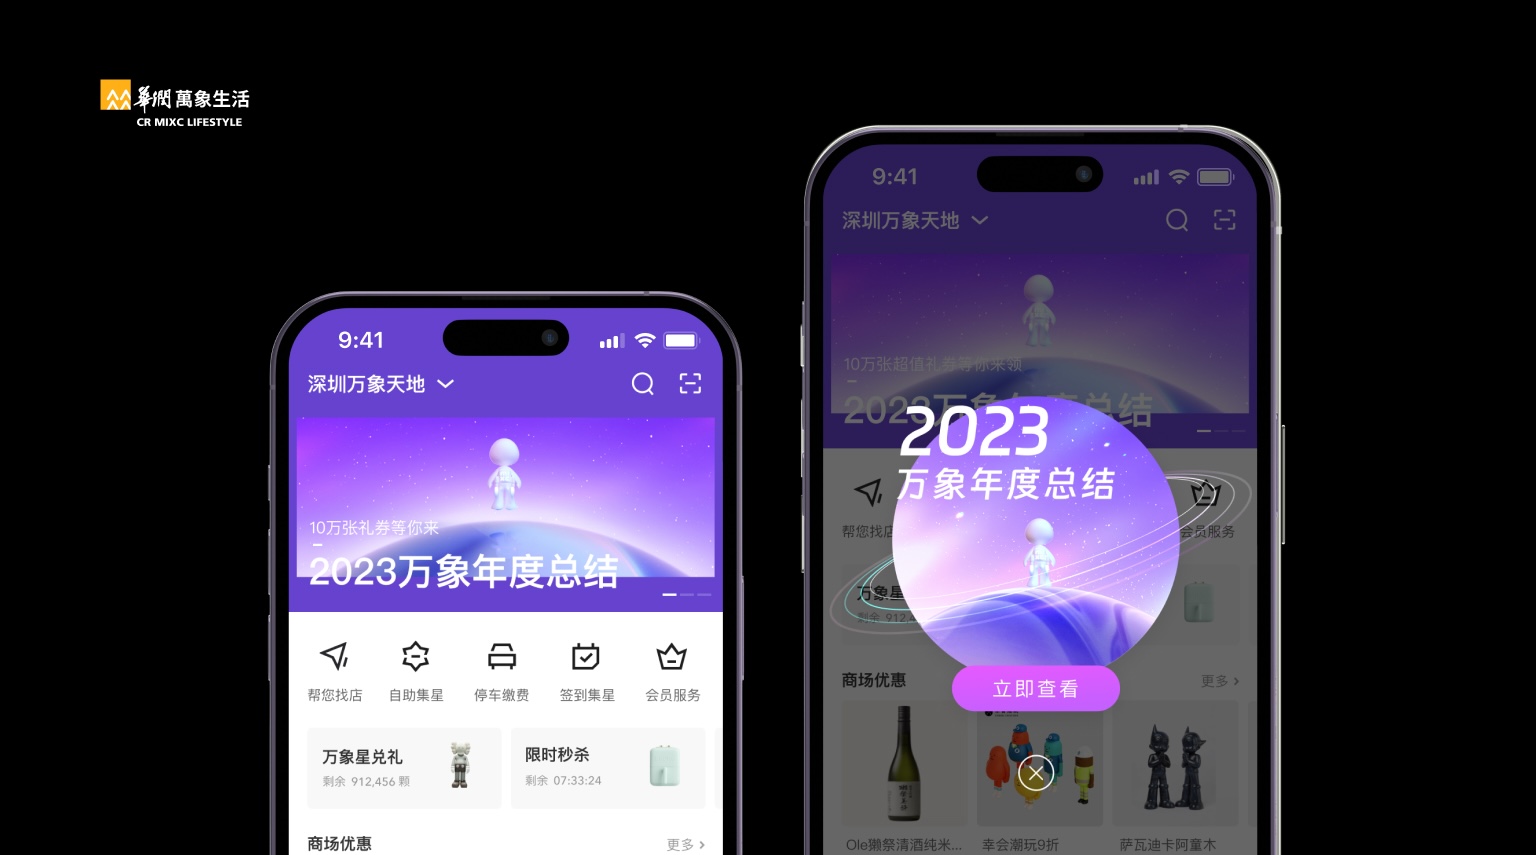 華潤萬象生活
CR MIXC LIFESTYLE
9:41
深圳万象天地
10万张礼券等你来
2023万象年度总结
帮您找店
自助集星
停车缴费
签到集星
会员服务
万象星兑礼
剩余 912,456 颗
限时秒杀
剩余 07:33:24
商场优惠
更多
9:41
深圳万象天地
10万张超值礼券等你来领
2023万象年度总结
2023
万象年度总结
帮您找店
会员服务
万象星
剩余 912,4
立即查看
商场优惠
更多
Ole獭祭清酒纯米...
幸会潮玩9折
萨瓦迪卡阿童木